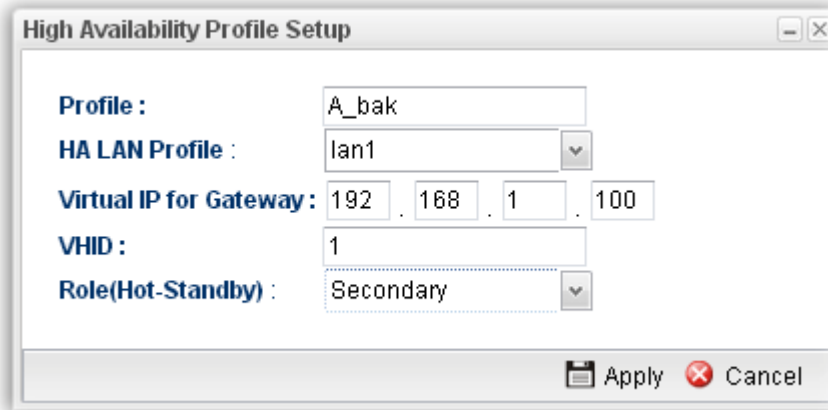 High Availability Profile Setup
Profile : A_bak
HA LAN Profile : lan1
Virtual IP for Gateway : 192 . 168 . 1 . 100
VHID : 1
Role(Hot-Standby) : Secondary
Apply Cancel